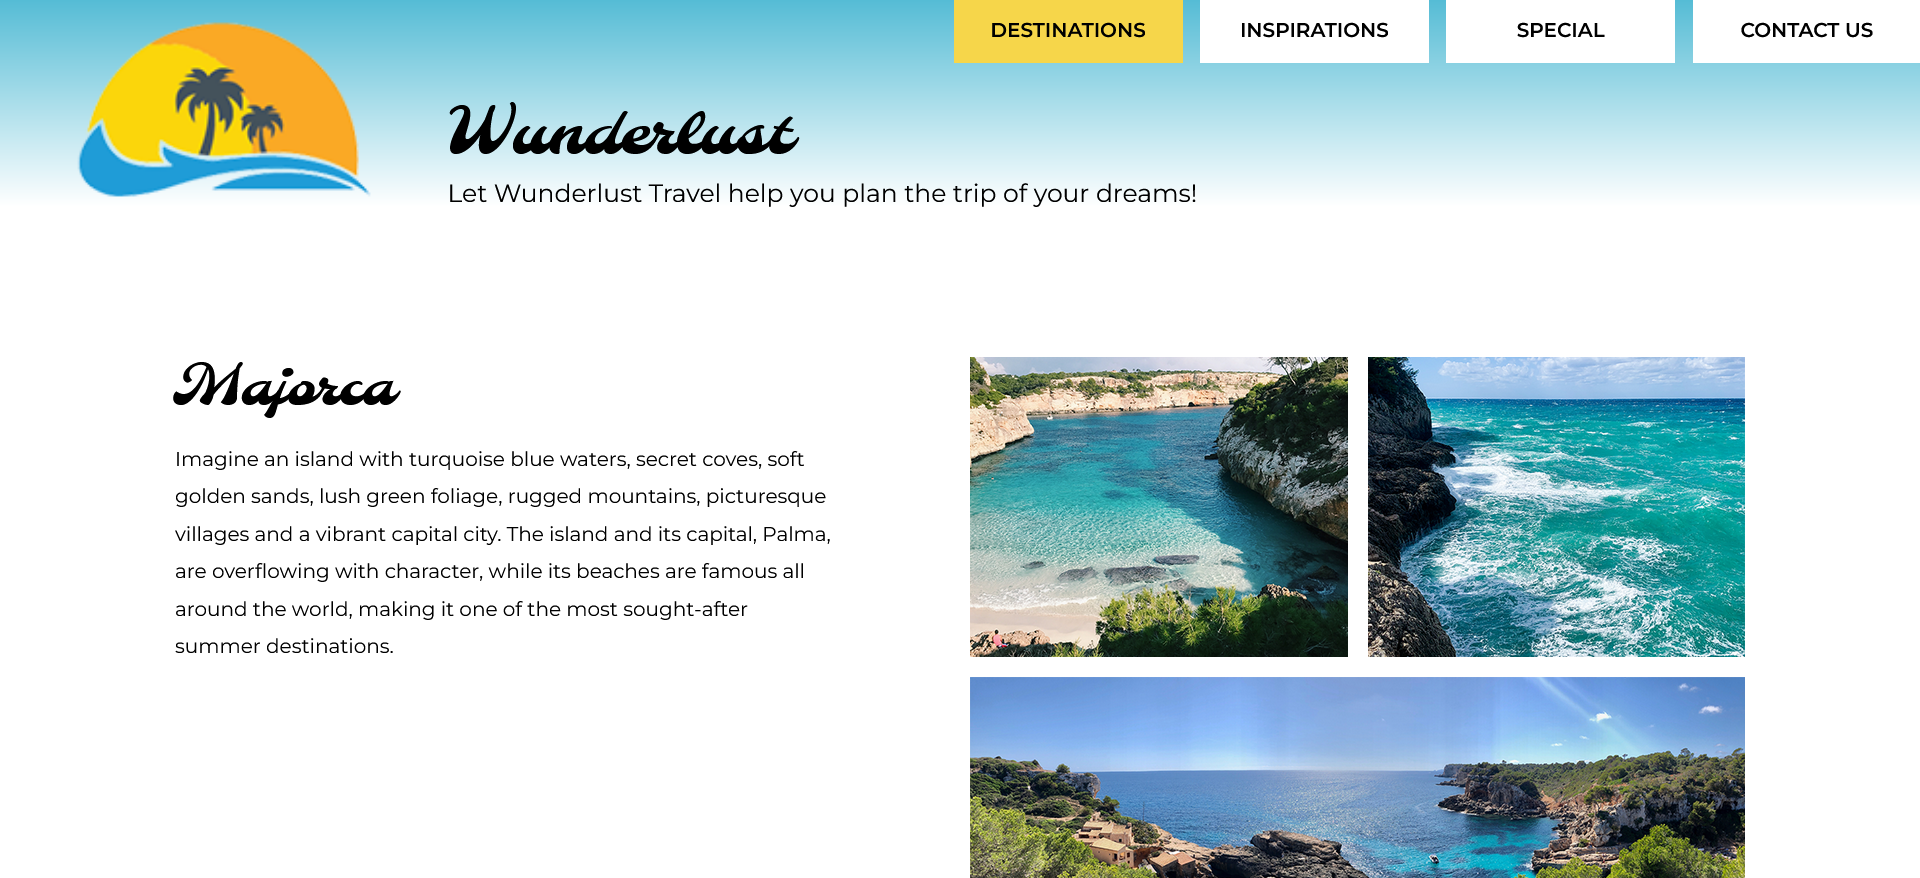 DESTINATIONS
INSPIRATIONS
SPECIAL
CONTACT US
Wunderlust
Let Wunderlust Travel help you plan the trip of your dreams!
Majorca
Imagine an island with turquoise blue waters, secret coves, soft
golden sands, lush green foliage, rugged mountains, picturesque
villages and a vibrant capital city. The island and its capital, Palma,
are overflowing with character, while its beaches are famous all
around the world, making it one of the most sought-after
summer destinations.